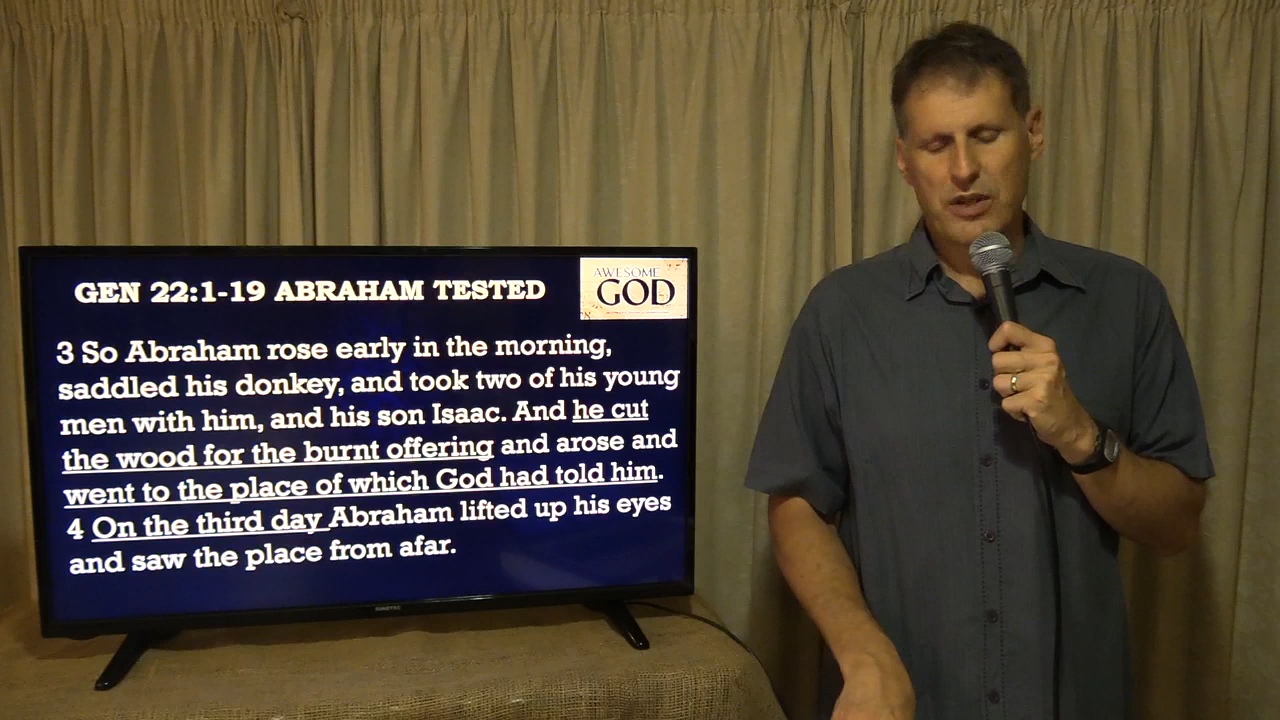 GEN 22:1-19 ABRAHAM TESTED
AWESOME
GOD
3 So Abraham rose early in the morning,
saddled his donkey, and took two of his young
men with him, and his son Isaac. And he cut
the wood for the burnt offering and arose and
went to the place of which God had told him.
4 On the third day Abraham lifted up his eyes
and saw the place from afar.